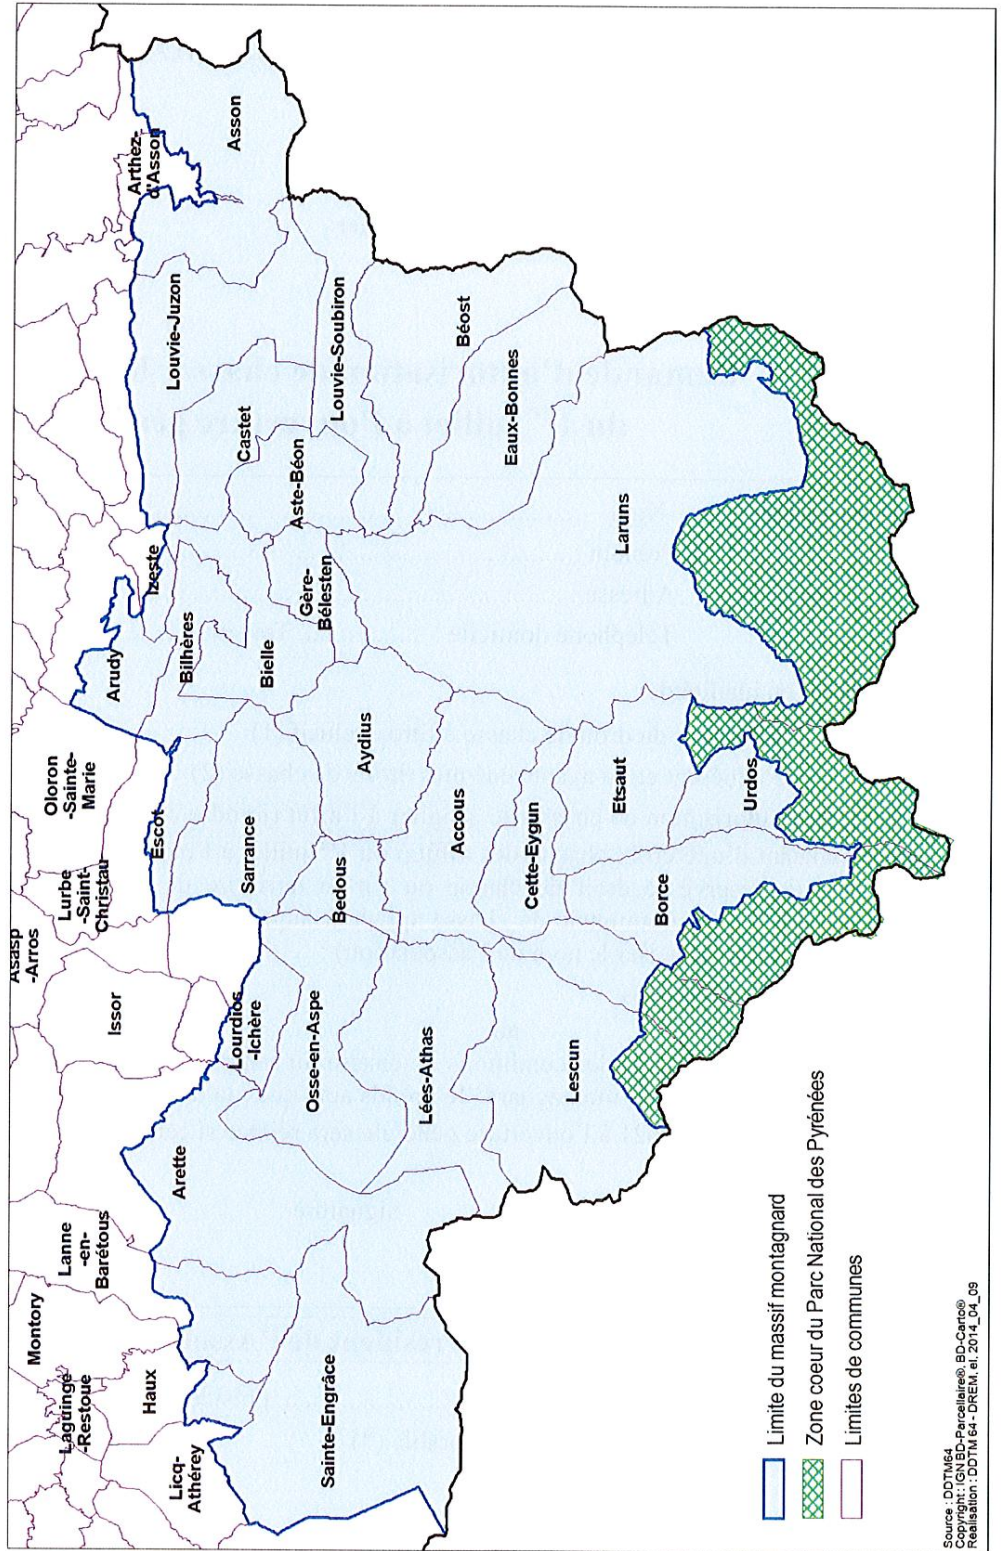 Montory
Laguinge
-Restoue
Haux
Licq-
Athérey
Sainte-Engrâce
Lanne
-en-
Barétous
Arette
Issor
Asasp
-Arros
Lurbe
-Saint-
Christau
Oloron
-Sainte-
Marie
Lourdios
-Ichère
Osse-en-Aspe
Lées-Athas
Lescun
Escot
Sarrance
Bedous
Aydius
Accous
Cette-Eygun
Etsaut
Borce
Urdos
Arudy
Izeste
Bilhères
Bielle
Gère-
Bélesten
Aste-Béon
Castet
Louvie-Juzon
Louvie-Soubiron
Béost
Eaux-Bonnes
Laruns
Arthez-
d'Asson
Asson
Limite du massif montagnard
Zone coeur du Parc National des Pyrénées
Limites de communes
Source : DDTM64
Copyright : IGN BD-Parcellaire®, BD-Carto®
Réalisation : DDTM 64 - DREM, el, 2014_04_09